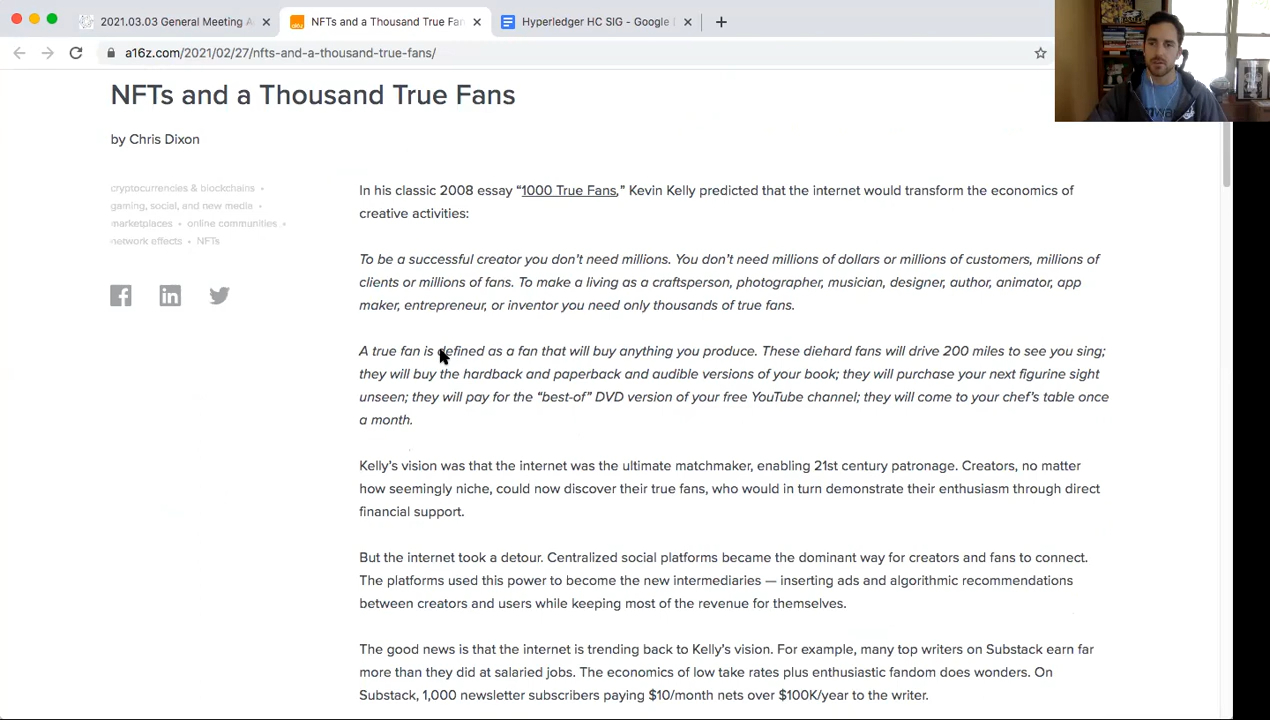 2021.03.03 General Meeting A
NFTs and a Thousand True Fan
Hyperledger HC SIG - Google
a16z.com/2021/02/27/nfts-and-a-thousand-true-fans/
NFTs and a Thousand True Fans
by Chris Dixon
cryptocurrencies & blockchains •
gaming, social, and new media •
marketplaces • online communities •
network effects • NFTs
In his classic 2008 essay “1000 True Fans,” Kevin Kelly predicted that the internet would transform the economics of
creative activities:
To be a successful creator you don’t need millions. You don’t need millions of dollars or millions of customers, millions of
clients or millions of fans. To make a living as a craftsperson, photographer, musician, designer, author, animator, app
maker, entrepreneur, or inventor you need only thousands of true fans.
A true fan is defined as a fan that will buy anything you produce. These diehard fans will drive 200 miles to see you sing;
they will buy the hardback and paperback and audible versions of your book; they will purchase your next figurine sight
unseen; they will pay for the “best-of” DVD version of your free YouTube channel; they will come to your chef’s table once
a month.
Kelly’s vision was that the internet was the ultimate matchmaker, enabling 21st century patronage. Creators, no matter
how seemingly niche, could now discover their true fans, who would in turn demonstrate their enthusiasm through direct
financial support.
But the internet took a detour. Centralized social platforms became the dominant way for creators and fans to connect.
The platforms used this power to become the new intermediaries — inserting ads and algorithmic recommendations
between creators and users while keeping most of the revenue for themselves.
The good news is that the internet is trending back to Kelly’s vision. For example, many top writers on Substack earn far
more than they did at salaried jobs. The economics of low take rates plus enthusiastic fandom does wonders. On
Substack, 1,000 newsletter subscribers paying $10/month nets over $100K/year to the writer.